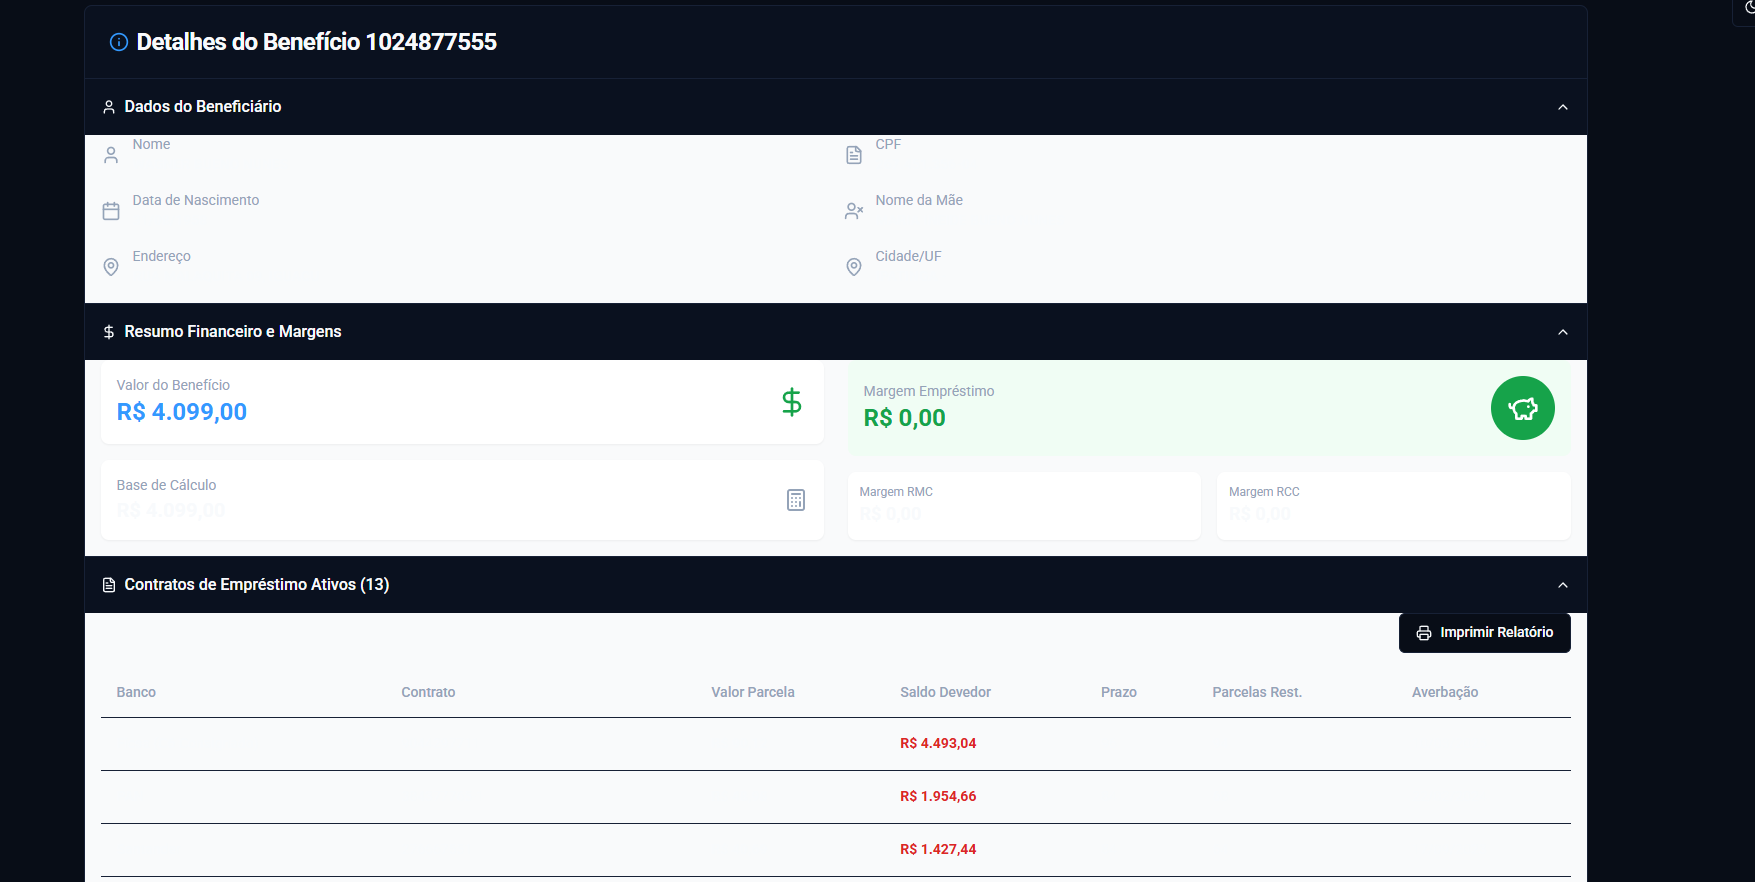 Detalhes do Benefício 1024877555
Dados do Beneficiário
Nome
CPF
Data de Nascimento
Nome da Mãe
Endereço
Cidade/UF
Resumo Financeiro e Margens
Valor do Benefício
R$ 4.099,00
Margem Empréstimo
R$ 0,00
Base de Cálculo
R$ 4.099,00
Margem RMC
R$ 0,00
Margem RCC
R$ 0,00
Contratos de Empréstimo Ativos (13)
Imprimir Relatório
Banco Contrato Valor Parcela Saldo Devedor Prazo Parcelas Rest. Averbação
R$ 4.493,04
R$ 1.954,66
R$ 1.427,44